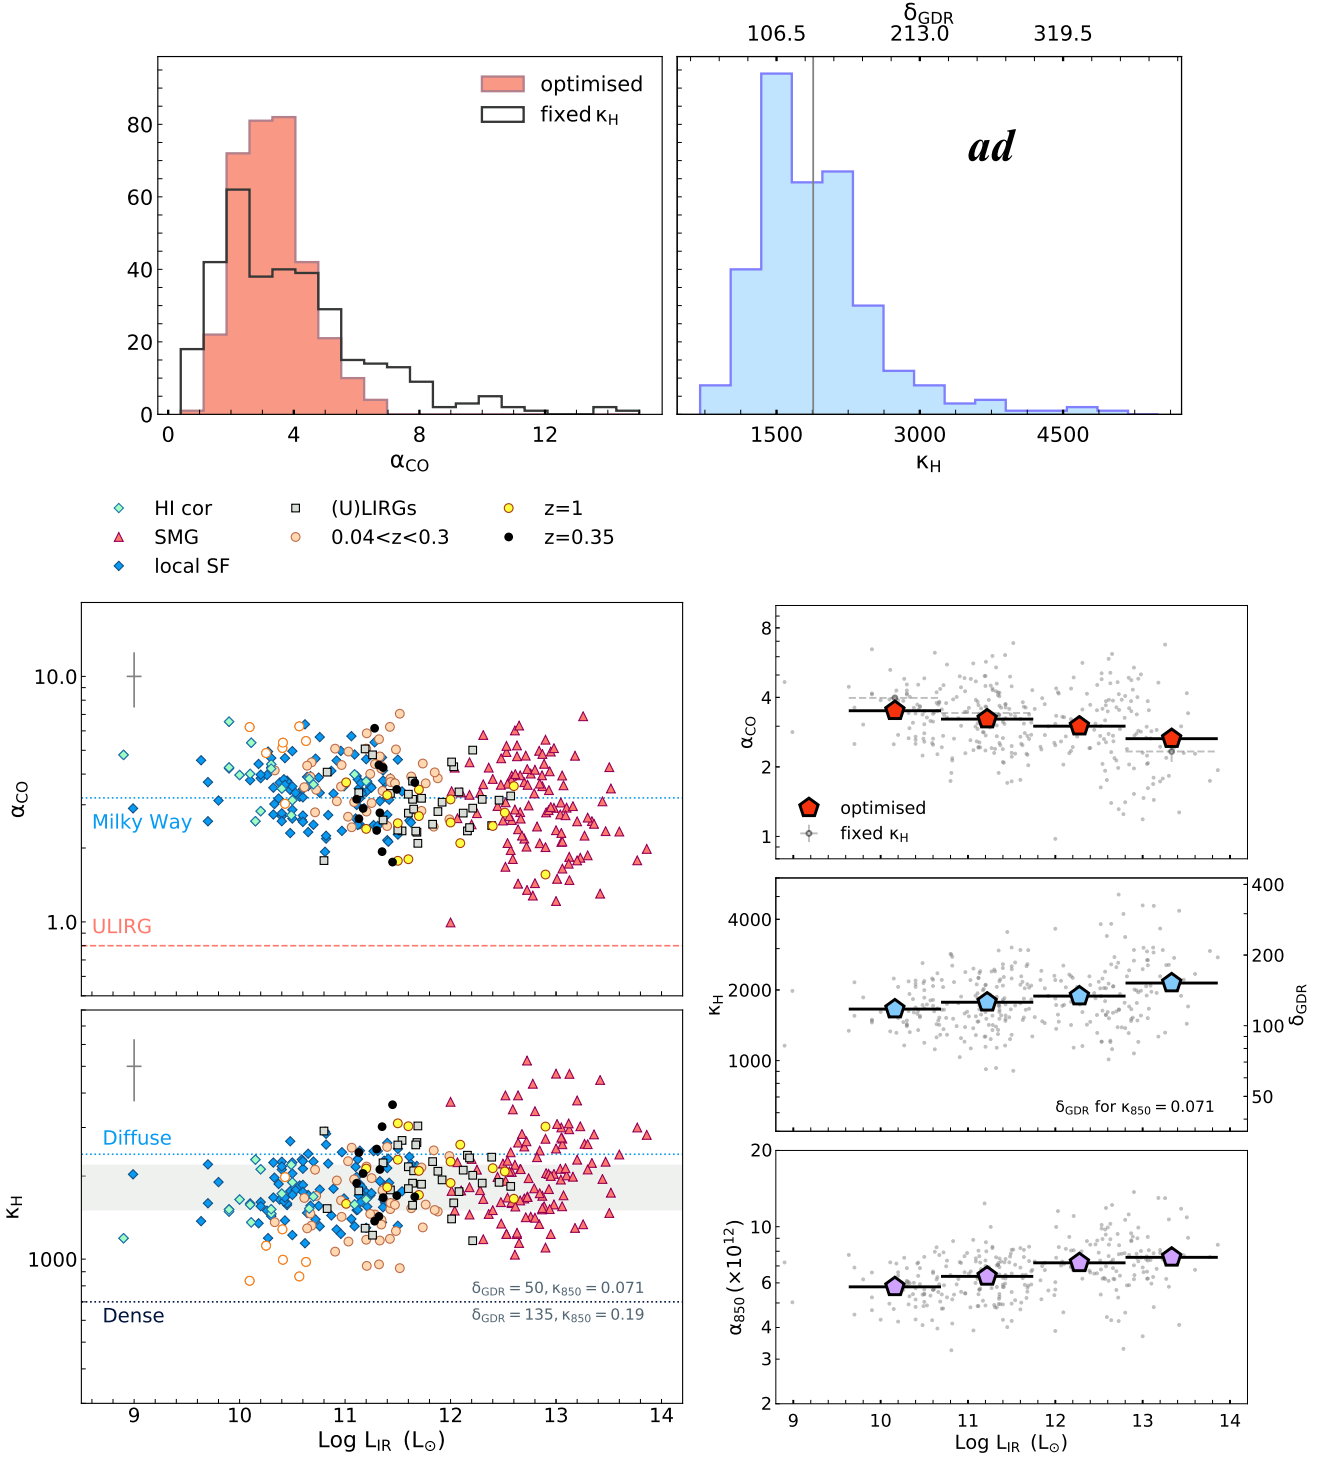 δGDR
106.5 213.0 319.5
optimised
fixed κH
ad
80
60
40
20
0
0 4 8 12
αCO
1500 3000 4500
κH
HI cor
(U)LIRGs
z=1
SMG
0.04<z<0.3
z=0.35
local SF
10.0
1.0
αCO
Milky Way
ULIRG
κH
1000
Diffuse
Dense
δGDR = 50, κ850 = 0.071
δGDR = 135, κ850 = 0.19
9 10 11 12 13 14
Log LIR (L⊙)
8
4
2
1
αCO
optimised
fixed κH
4000
2000
1000
κH
400
200
100
50
δGDR
δGDR for κ850 = 0.071
20
10
6
4
3
2
α850 (×10¹²)
9 10 11 12 13 14
Log LIR (L⊙)